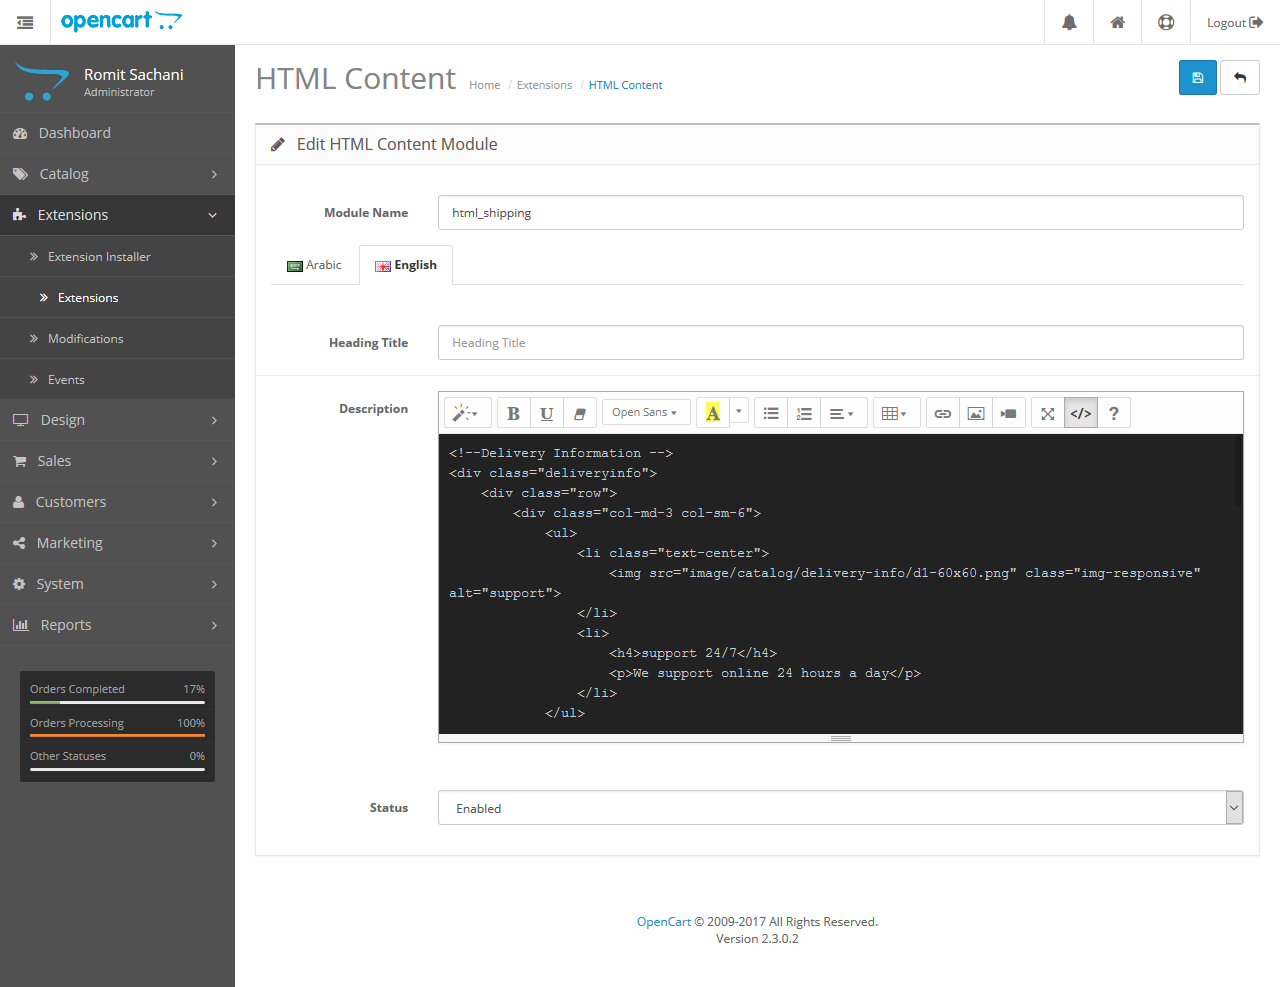 opencart
Logout
Romit Sachani
Administrator
Dashboard
Catalog
Extensions
Extension Installer
Extensions
Modifications
Events
Design
Sales
Customers
Marketing
System
Reports
Orders Completed 17%
Orders Processing 100%
Other Statuses 0%
HTML Content Home / Extensions / HTML Content
Edit HTML Content Module
Module Name html_shipping
Arabic English
Heading Title Heading Title
Description
B U Open Sans A </> ?
<!--Delivery Information -->
<div class="deliveryinfo">
<div class="row">
<div class="col-md-3 col-sm-6">
<ul>
<li class="text-center">
<img src="image/catalog/delivery-info/d1-60x60.png" class="img-responsive"
alt="support">
</li>
<li>
<h4>support 24/7</h4>
<p>We support online 24 hours a day</p>
</li>
</ul>
Status Enabled
OpenCart © 2009-2017 All Rights Reserved.
Version 2.3.0.2